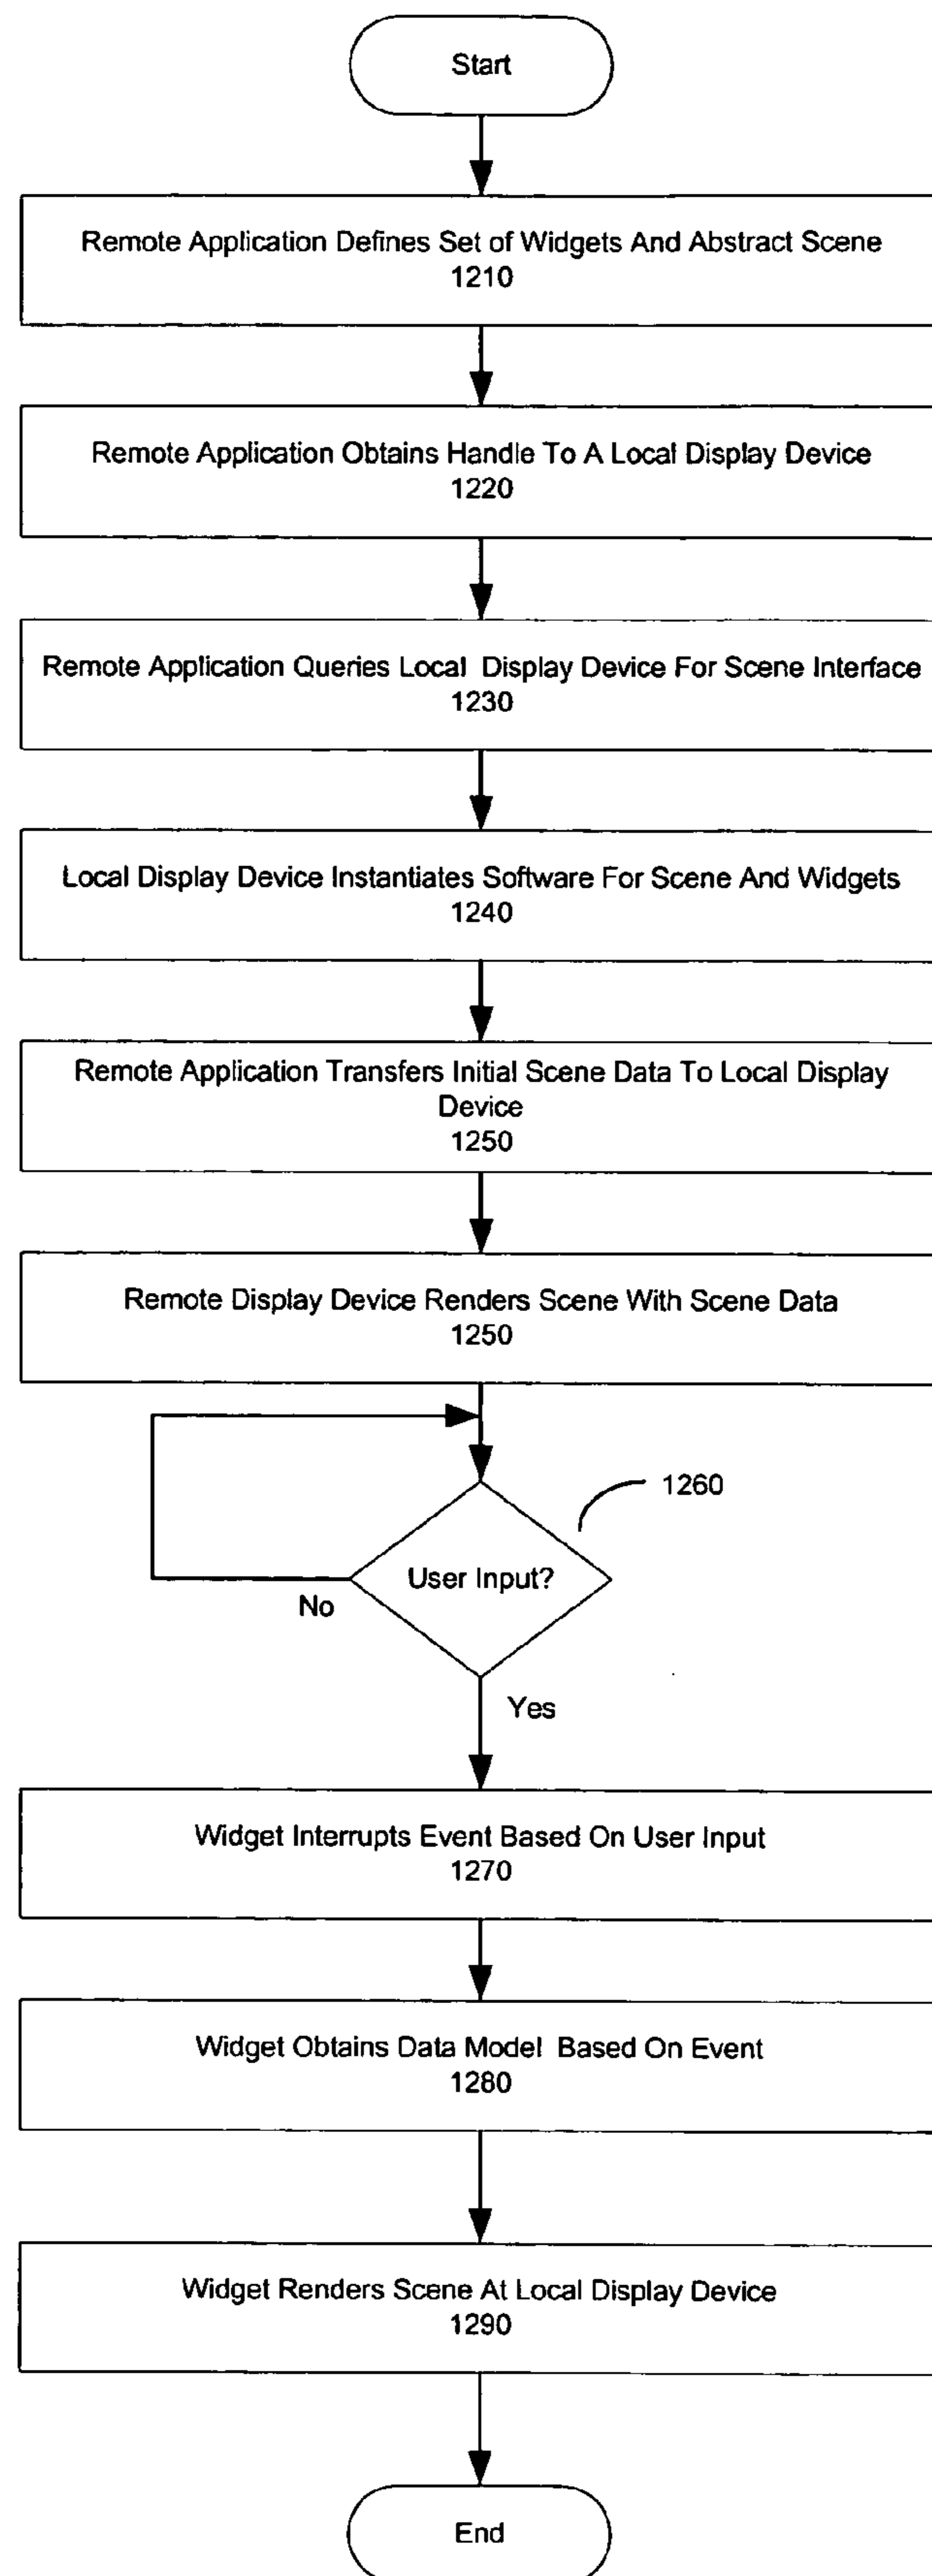 Start
Remote Application Defines Set of Widgets And Abstract Scene
1210
Remote Application Obtains Handle To A Local Display Device
1220
Remote Application Queries Local Display Device For Scene Interface
1230
Local Display Device Instantiates Software For Scene And Widgets
1240
Remote Application Transfers Initial Scene Data To Local Display
Device
1250
Remote Display Device Renders Scene With Scene Data
1250
1260
User Input?
No
Yes
Widget Interrupts Event Based On User Input
1270
Widget Obtains Data Model Based On Event
1280
Widget Renders Scene At Local Display Device
1290
End